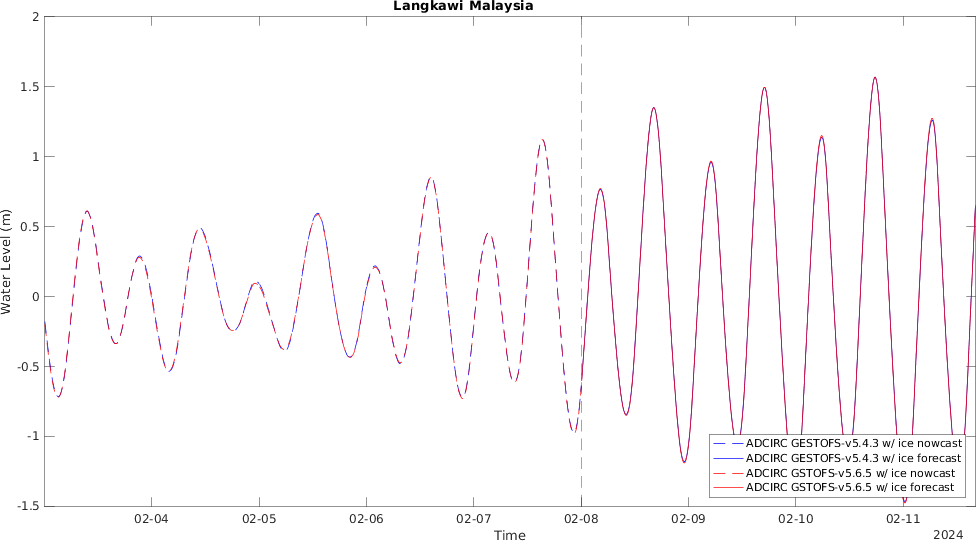 Langkawi Malaysia
2
1.5
1
0.5
0
-0.5
-1
-1.5
Water Level (m)
ADCIRC GESTOFS-v5.4.3 w/ ice nowcast
ADCIRC GESTOFS-v5.4.3 w/ ice forecast
ADCIRC GSTOFS-v5.6.5 w/ ice nowcast
ADCIRC GSTOFS-v5.6.5 w/ ice forecast
02-04 02-05 02-06 02-07 02-08 02-09 02-10 02-11
Time
2024